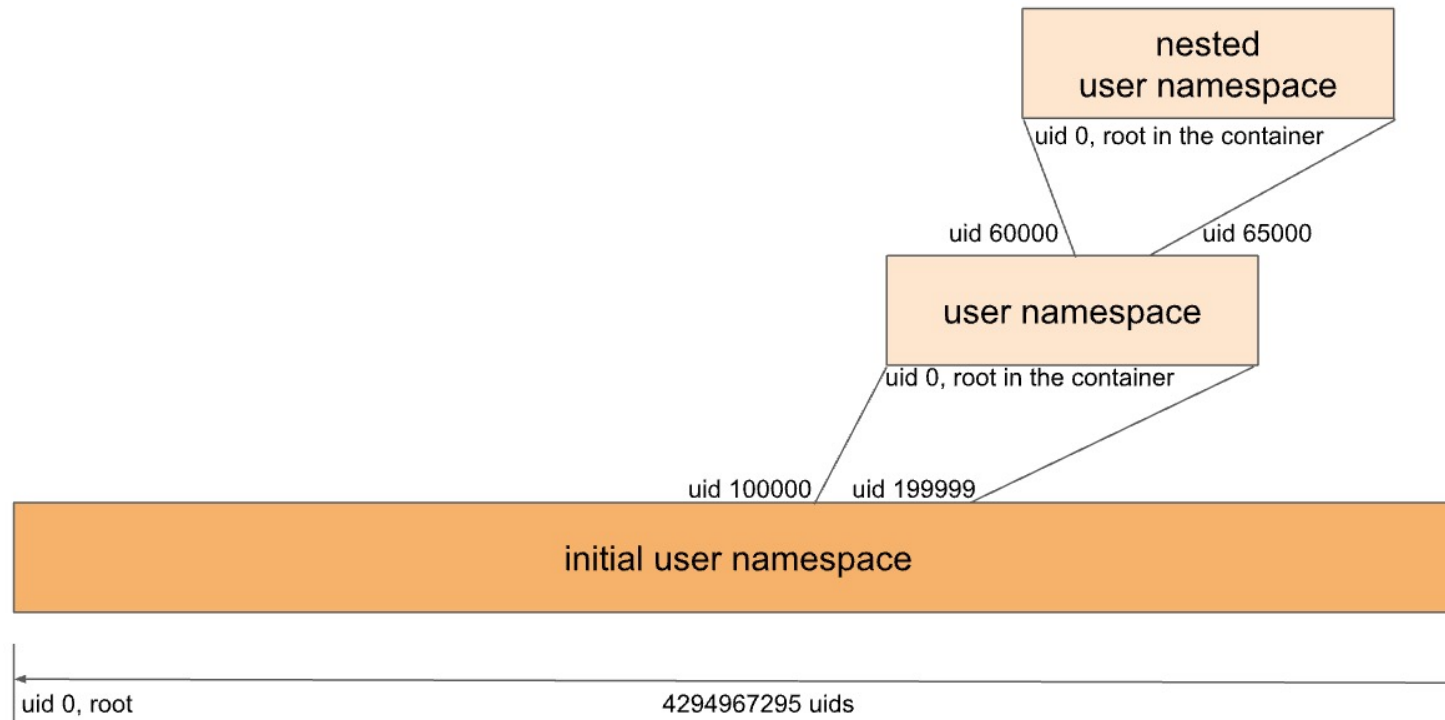 nested
user namespace
uid 0, root in the container
uid 60000
uid 65000
user namespace
uid 0, root in the container
uid 100000
uid 199999
initial user namespace
uid 0, root
4294967295 uids